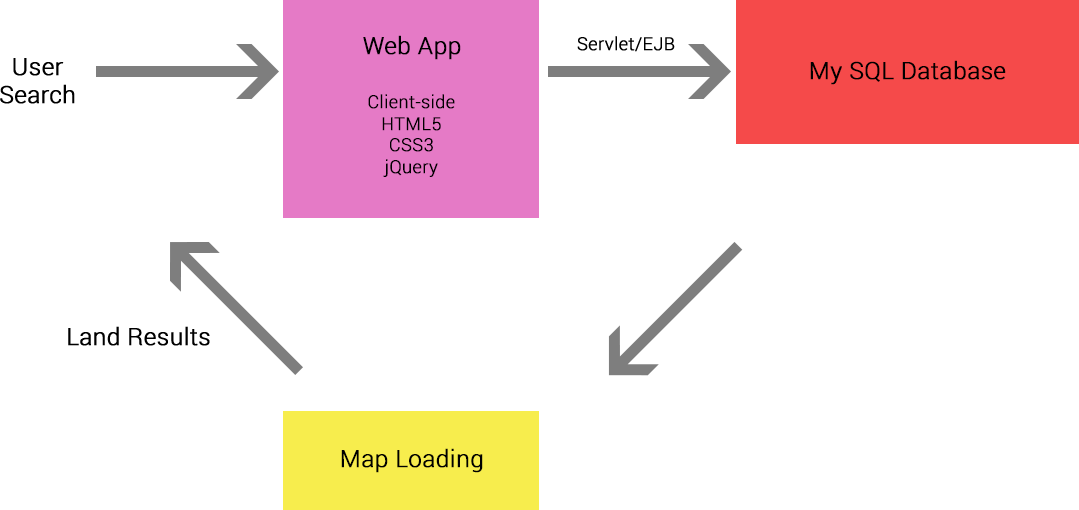 User
Search
Web App
Client-side
HTML5
CSS3
jQuery
Servlet/EJB
My SQL Database
Land Results
Map Loading